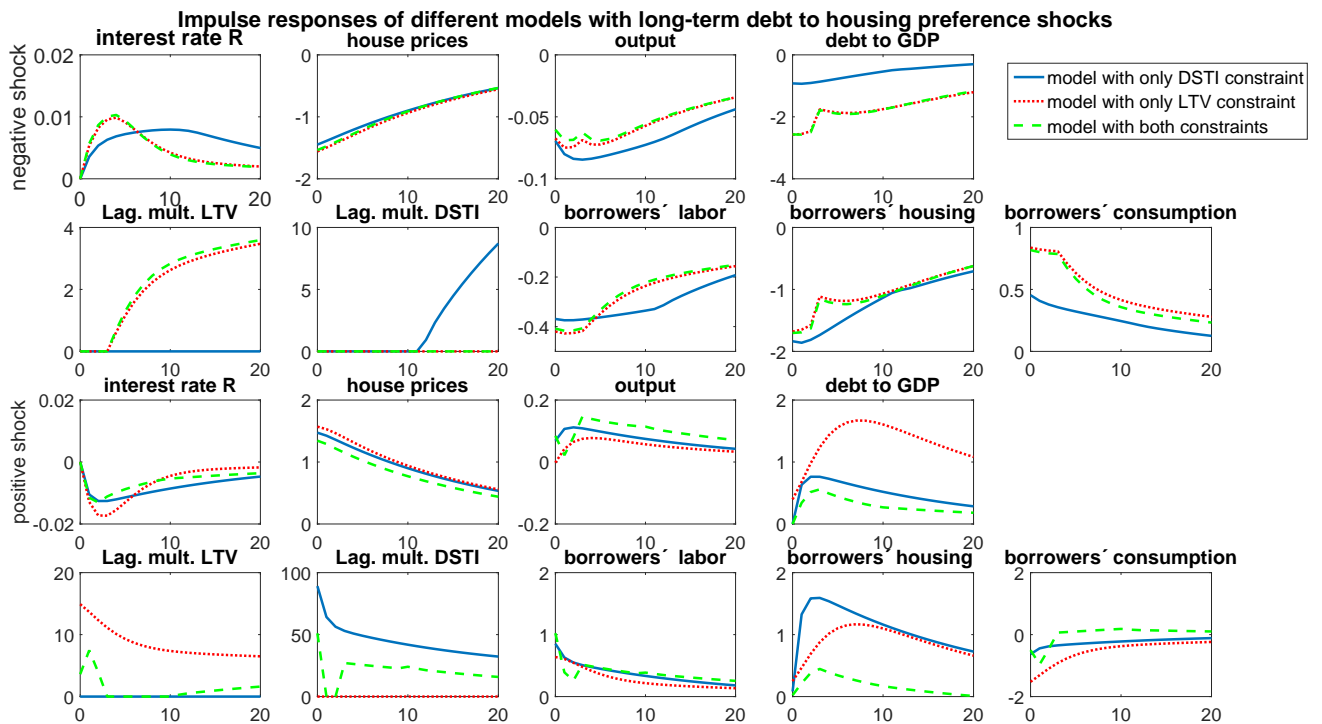 Impulse responses of different models with long-term debt to housing preference shocks
interest rate R
house prices
output
debt to GDP
negative shock
0.02
0.01
0
0 10 20
0
-1
-2
0 10 20
0
-0.05
-0.1
0 10 20
0
-2
-4
0 10 20
model with only DSTI constraint
model with only LTV constraint
model with both constraints
Lag. mult. LTV
Lag. mult. DSTI
borrowers´ labor
borrowers´ housing
borrowers´ consumption
4
2
0
0 10 20
10
5
0
0 10 20
0
-0.2
-0.4
0 10 20
0
-1
-2
0 10 20
1
0.5
0
0 10 20
interest rate R
house prices
output
debt to GDP
positive shock
0.02
0
-0.02
0 10 20
2
1
0
0 10 20
0.2
0
-0.2
0 10 20
2
1
0
0 10 20
Lag. mult. LTV
Lag. mult. DSTI
borrowers´ labor
borrowers´ housing
borrowers´ consumption
20
10
0
0 10 20
100
50
0
0 10 20
2
1
0
0 10 20
2
1
0
0 10 20
2
0
-2
0 10 20